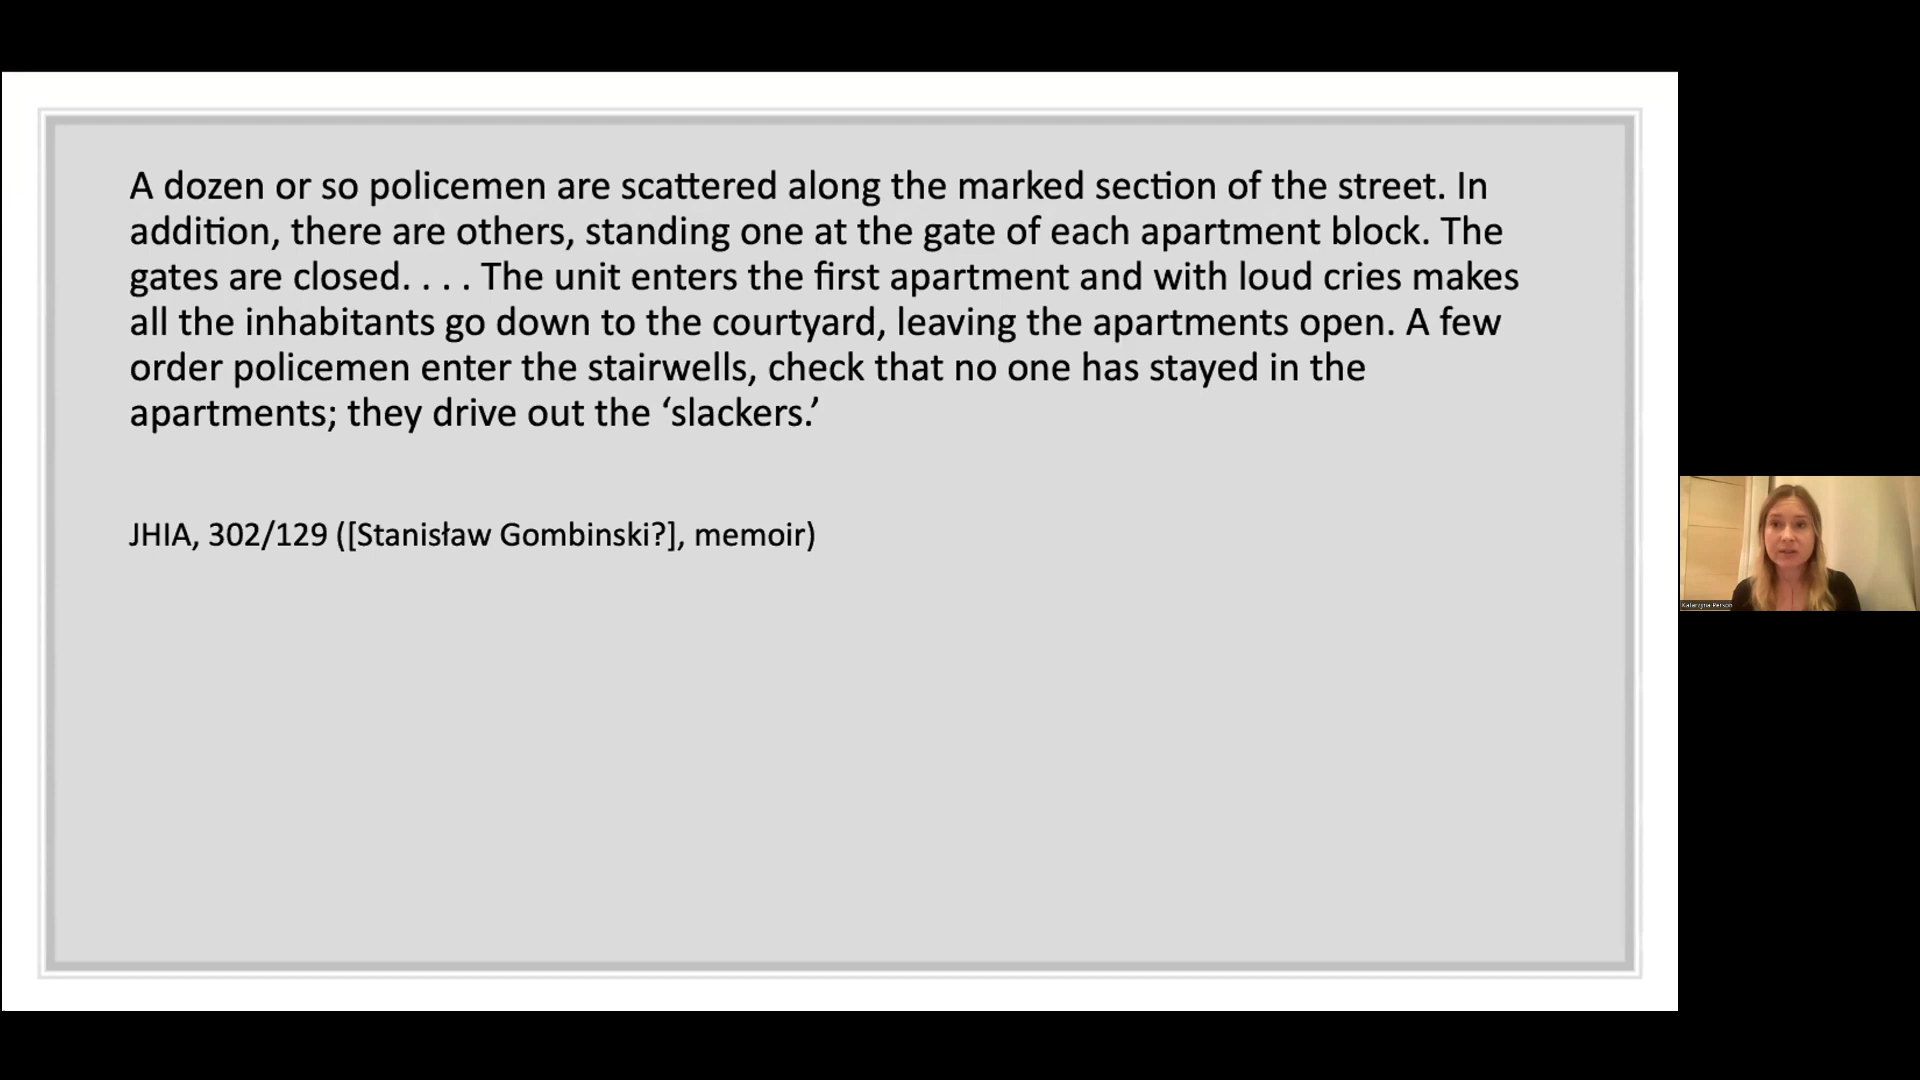 A dozen or so policemen are scattered along the marked section of the street. In
addition, there are others, standing one at the gate of each apartment block. The
gates are closed. . . . The unit enters the first apartment and with loud cries makes
all the inhabitants go down to the courtyard, leaving the apartments open. A few
order policemen enter the stairwells, check that no one has stayed in the
apartments; they drive out the ‘slackers.’
JHIA, 302/129 ([Stanisław Gombinski?], memoir)
Katarzyna Person